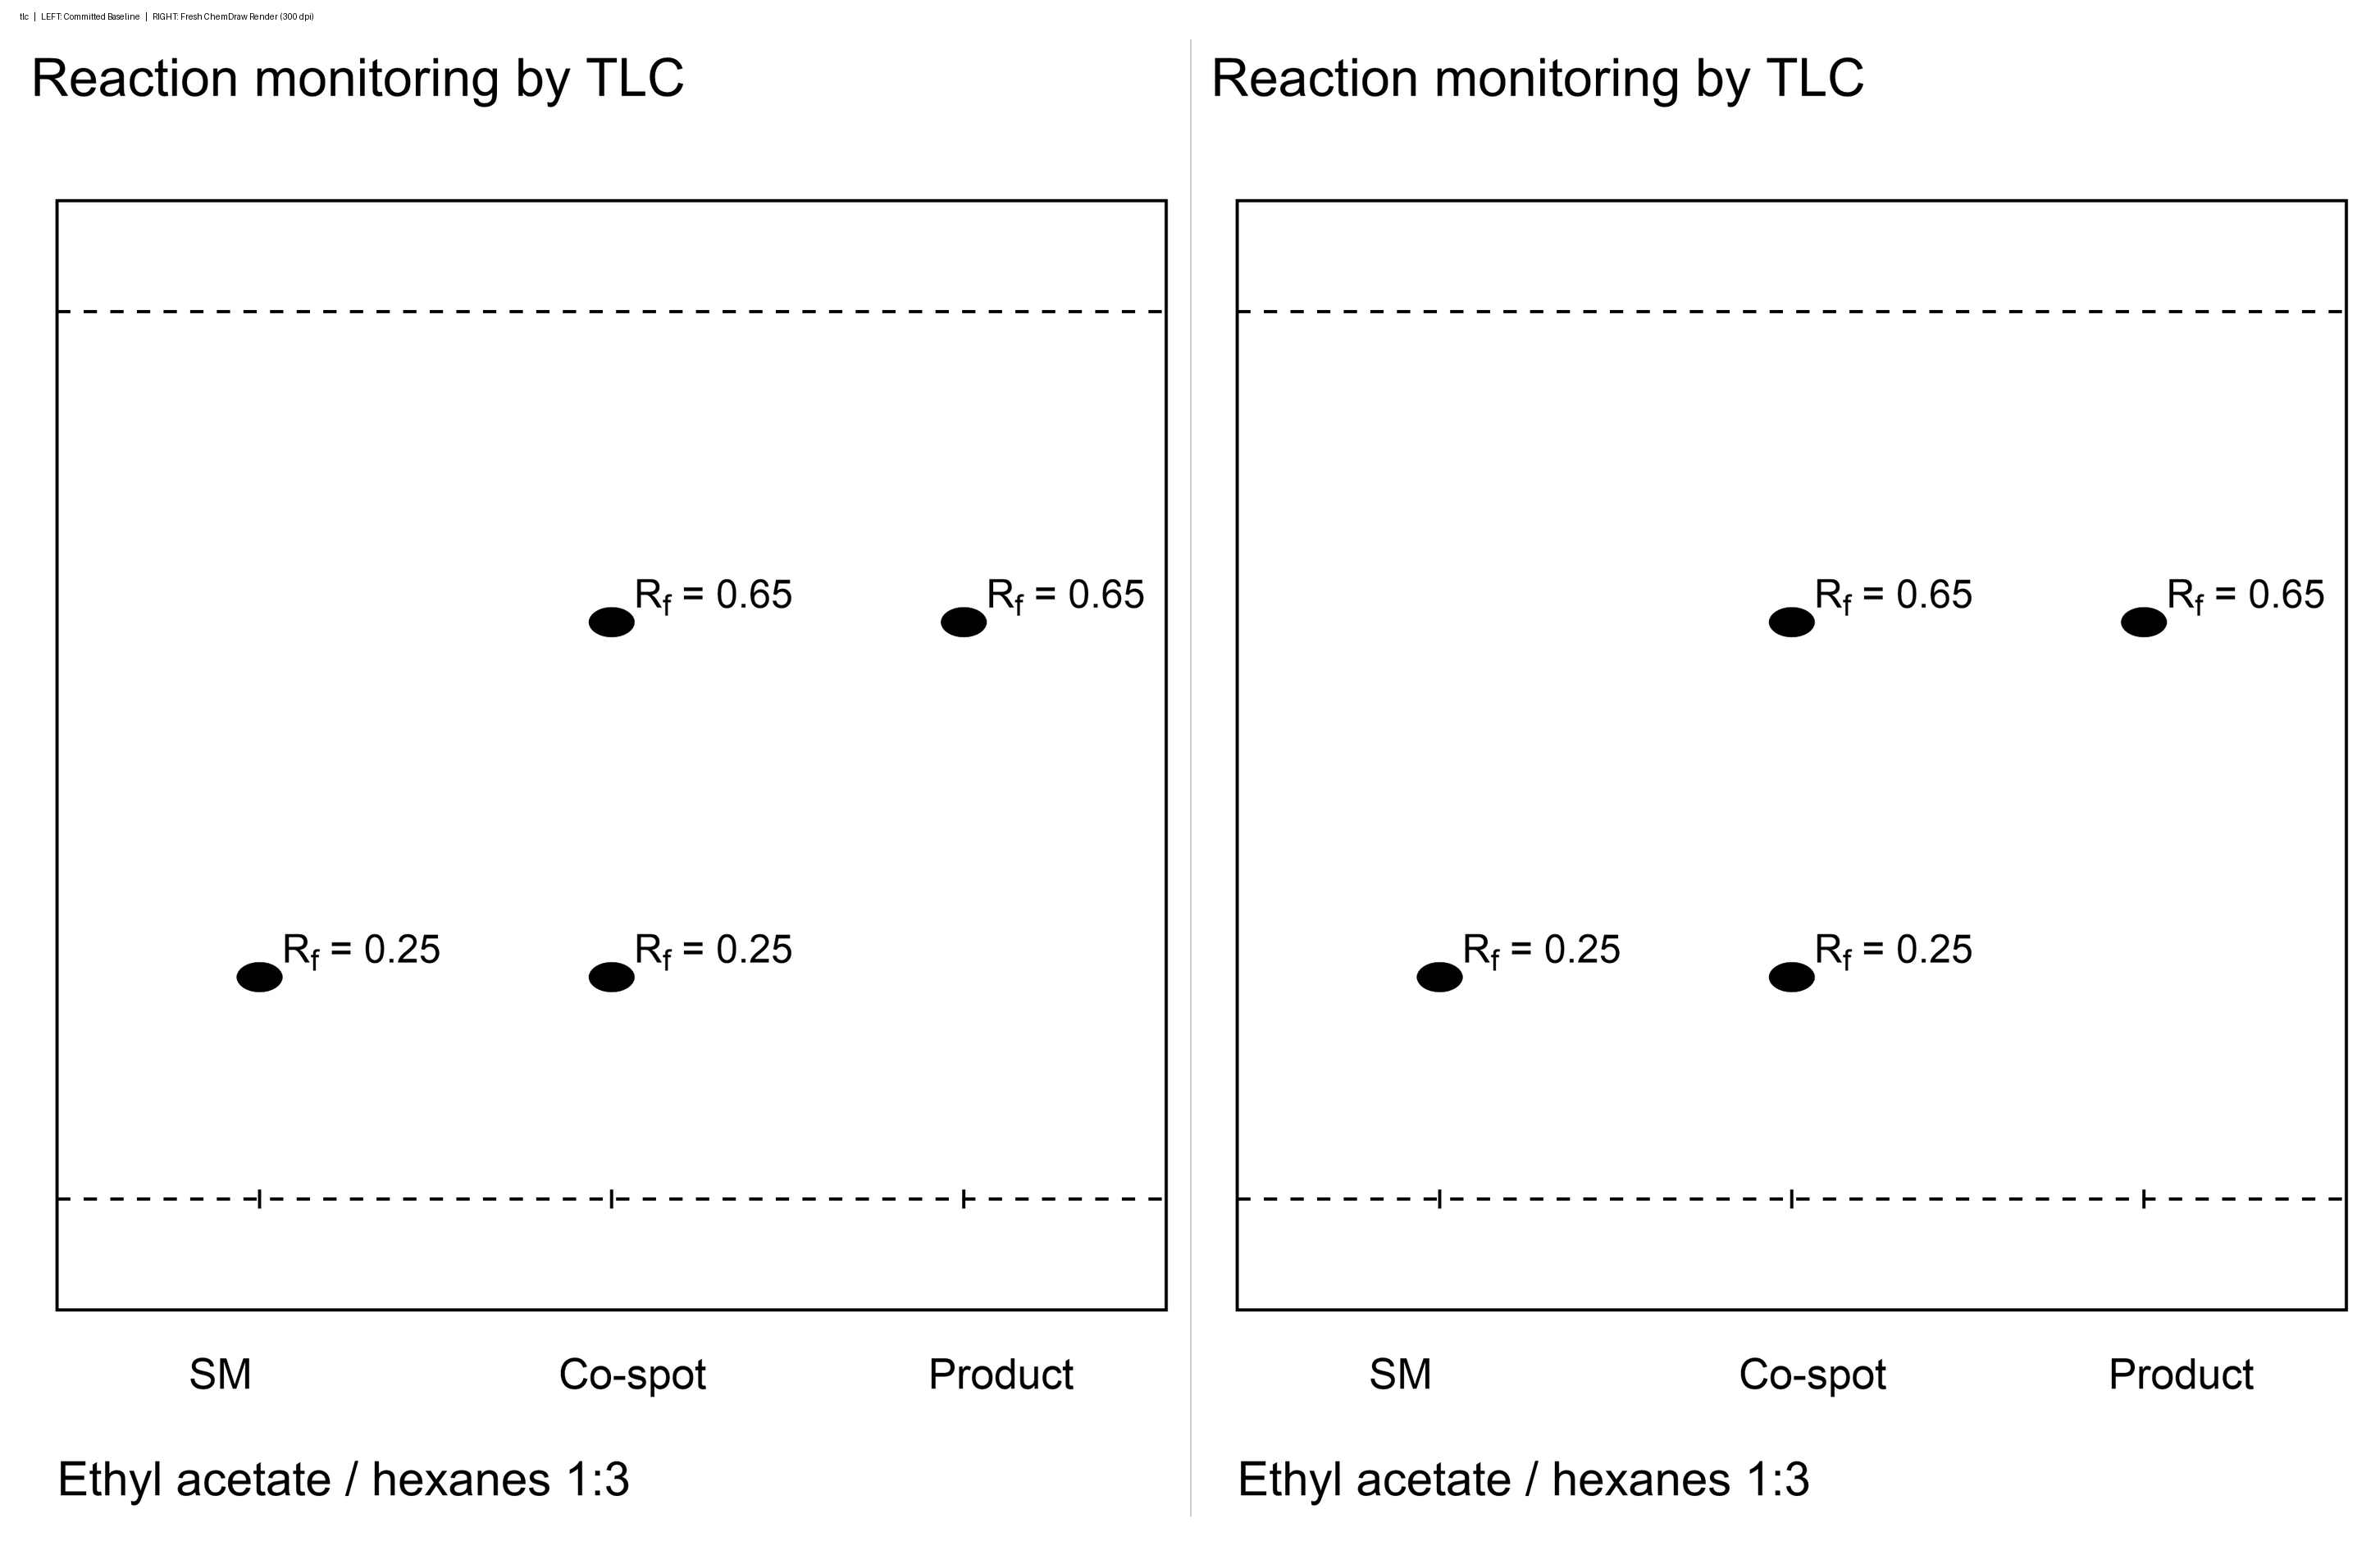 tlc | LEFT: Committed Baseline | RIGHT: Fresh ChemDraw Render (300 dpi)
Reaction monitoring by TLC
Rf = 0.65
Rf = 0.65
Rf = 0.25
Rf = 0.25
SM
Co-spot
Product
Ethyl acetate / hexanes 1:3
Reaction monitoring by TLC
Rf = 0.65
Rf = 0.65
Rf = 0.25
Rf = 0.25
SM
Co-spot
Product
Ethyl acetate / hexanes 1:3